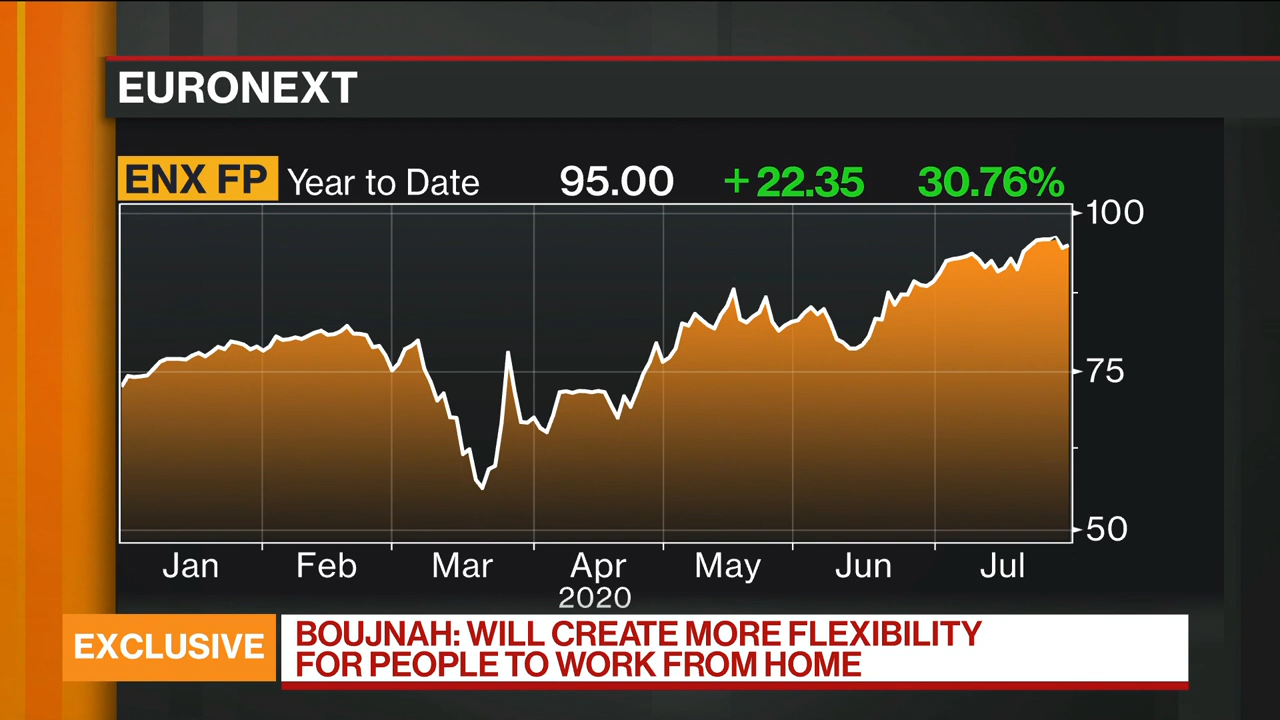 EURONEXT
ENX FP Year to Date 95.00 +22.35 30.76%
100
75
50
Jan Feb Mar Apr May Jun Jul
2020
EXCLUSIVE
BOUJNAH: WILL CREATE MORE FLEXIBILITY
FOR PEOPLE TO WORK FROM HOME